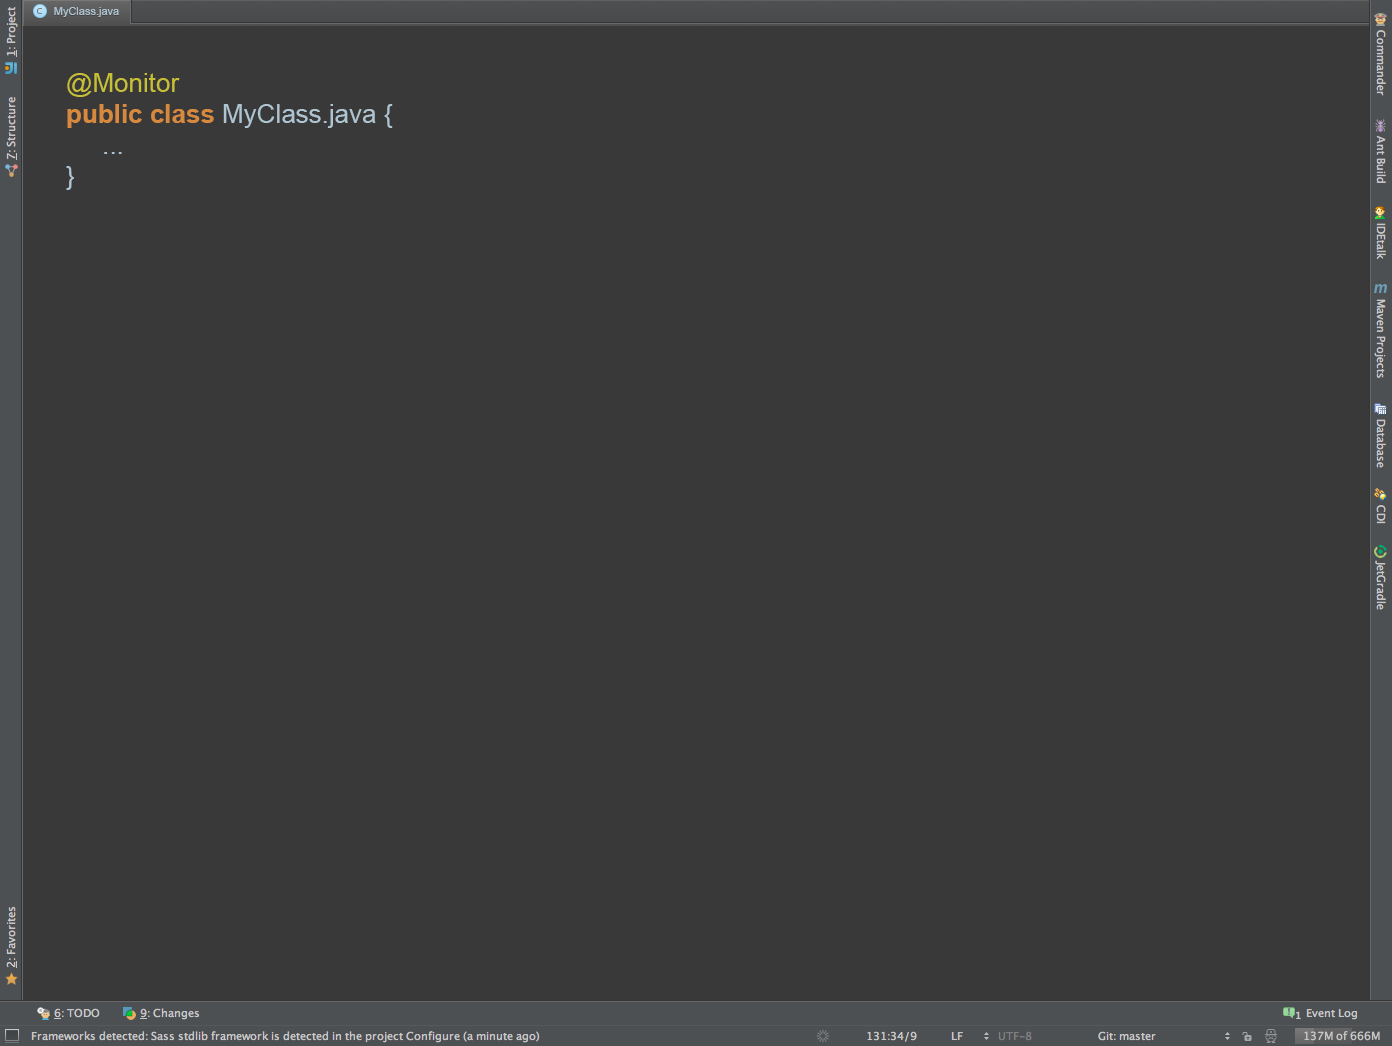 MyClass.java
1: Project
Z: Structure
2: Favorites
@Monitor
public class MyClass.java {
...
}
Commander
Ant Build
IDEtalk
m
Maven Projects
Database
CDI
JetGradle
6: TODO
9: Changes
1 Event Log
Frameworks detected: Sass stdlib framework is detected in the project Configure (a minute ago)
131:34/9
LF
UTF-8
Git: master
137M of 666M